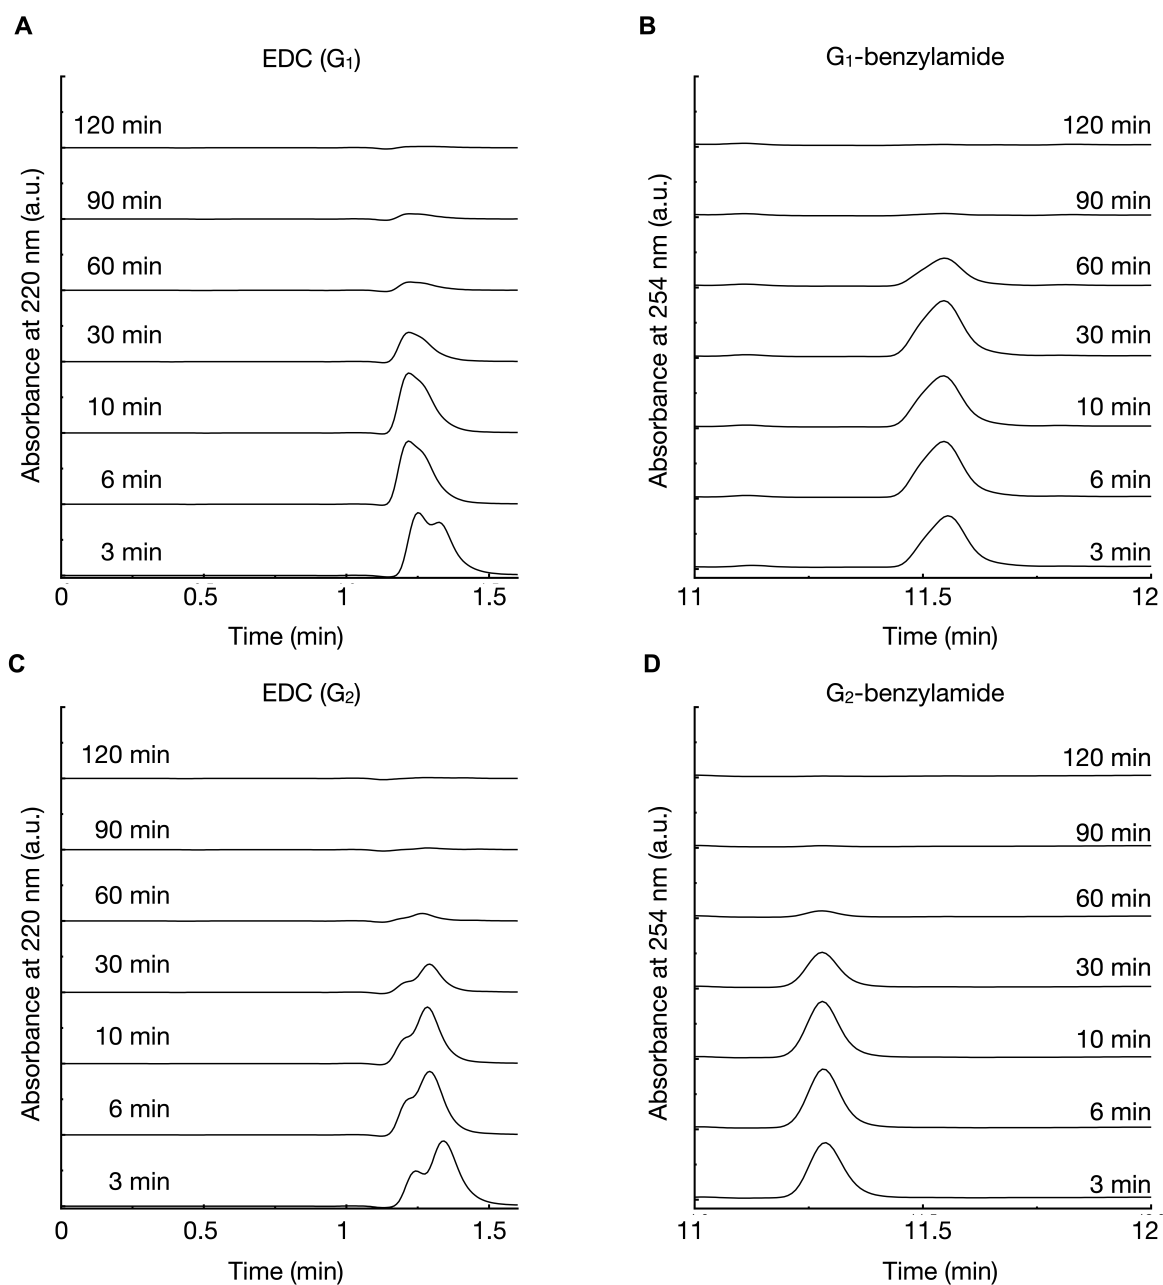 A
EDC (G₁)
Absorbance at 220 nm (a.u.)
120 min
90 min
60 min
30 min
10 min
6 min
3 min
0 0.5 1 1.5
Time (min)
B
G₁-benzylamide
Absorbance at 254 nm (a.u.)
120 min
90 min
60 min
30 min
10 min
6 min
3 min
11 11.5 12
Time (min)
C
EDC (G₂)
Absorbance at 220 nm (a.u.)
120 min
90 min
60 min
30 min
10 min
6 min
3 min
0 0.5 1 1.5
Time (min)
D
G₂-benzylamide
Absorbance at 254 nm (a.u.)
120 min
90 min
60 min
30 min
10 min
6 min
3 min
11 11.5 12
Time (min)